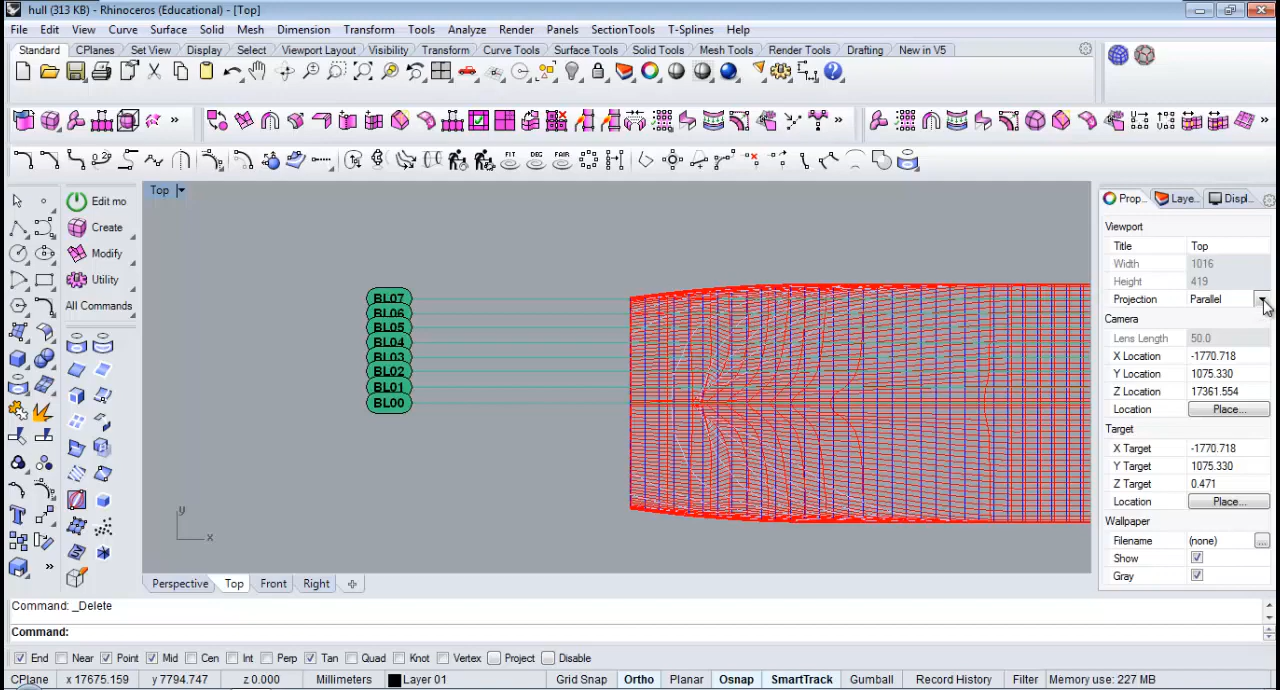 hull (313 KB) - Rhinoceros (Educational) - [Top]
File Edit View Curve Surface Solid Mesh Dimension Transform Tools Analyze Render Panels SectionTools T-Splines Help
Standard CPlanes Set View Display Select Viewport Layout Visibility Transform Curve Tools Surface Tools Solid Tools Mesh Tools Render Tools Drafting New in V5
FIT DEG FAIR
Top
Edit mo
Create
Modify
Utility
All Commands
BL07
BL06
BL05
BL04
BL03
BL02
BL01
BL00
y
x
Prop... Laye... Displ...
Viewport
Title Top
Width 1016
Height 419
Projection Parallel
Camera
Lens Length 50.0
X Location -1770.718
Y Location 1075.330
Z Location 17361.554
Location Place...
Target
X Target -1770.718
Y Target 1075.330
Z Target 0.471
Location Place...
Wallpaper
Filename (none) ...
Show
Gray
Perspective Top Front Right
Command: _Delete
Command:
End Near Point Mid Cen Int Perp Tan Quad Knot Vertex Project Disable
CPlane x 17675.159 y 7794.747 z 0.000 Millimeters Layer 01 Grid Snap Ortho Planar Osnap SmartTrack Gumball Record History Filter Memory use: 227 MB